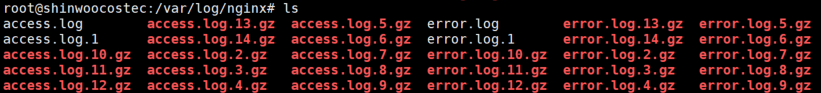 root@shinwoocostec:/var/log/nginx# ls
access.log access.log.13.gz access.log.5.gz error.log error.log.13.gz error.log.5.gz
access.log.1 access.log.14.gz access.log.6.gz error.log.1 error.log.14.gz error.log.6.gz
access.log.10.gz access.log.2.gz access.log.7.gz error.log.10.gz error.log.2.gz error.log.7.gz
access.log.11.gz access.log.3.gz access.log.8.gz error.log.11.gz error.log.3.gz error.log.8.gz
access.log.12.gz access.log.4.gz access.log.9.gz error.log.12.gz error.log.4.gz error.log.9.gz